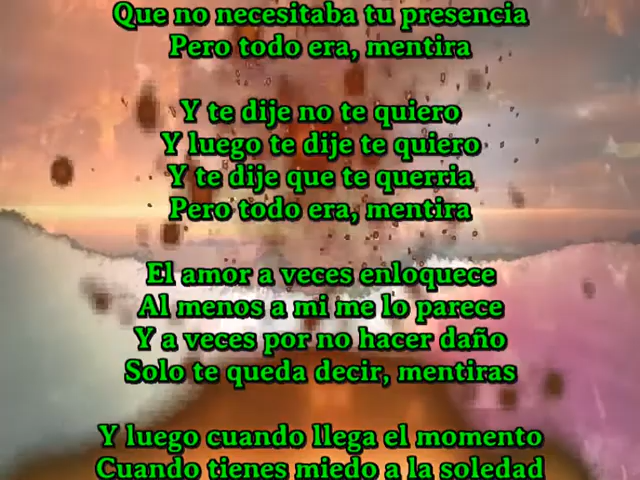 Que no necesitaba tu presencia
Pero todo era, mentira
Y te dije no te quiero
Y luego te dije te quiero
Y te dije que te querria
Pero todo era, mentira
El amor a veces enloquece
Al menos a mi me lo parece
Y a veces por no hacer daño
Solo te queda decir, mentiras
Y luego cuando llega el momento
Cuando tienes miedo a la soledad